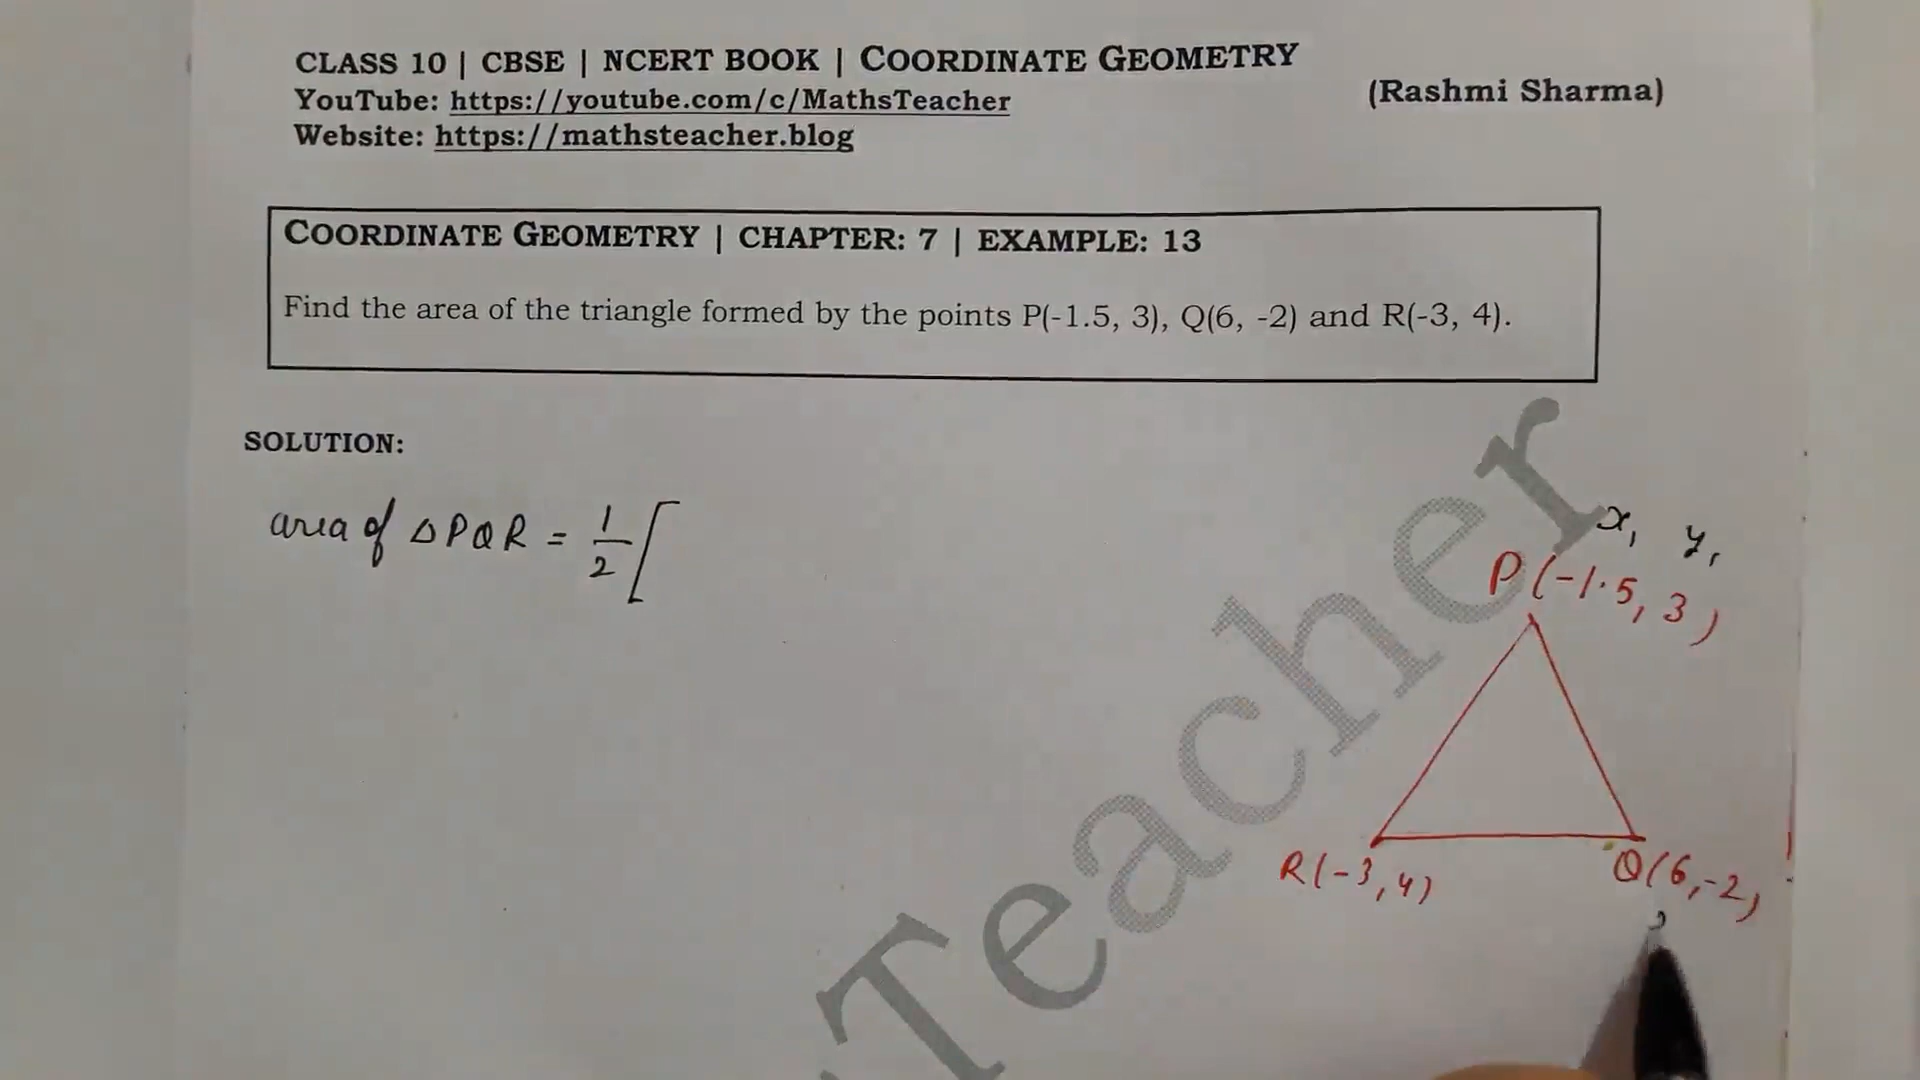 CLASS 10 | CBSE | NCERT BOOK | COORDINATE GEOMETRY
YouTube: https://youtube.com/c/MathsTeacher
(Rashmi Sharma)
Website: https://mathsteacher.blog
COORDINATE GEOMETRY | CHAPTER: 7 | EXAMPLE: 13
Find the area of the triangle formed by the points P(-1.5, 3), Q(6, -2) and R(-3, 4).
SOLUTION:
area of △PQR = 1/2 [
x₁ y₁
P(-1.5, 3)
R(-3, 4)
Q(6, -2)
Teacher